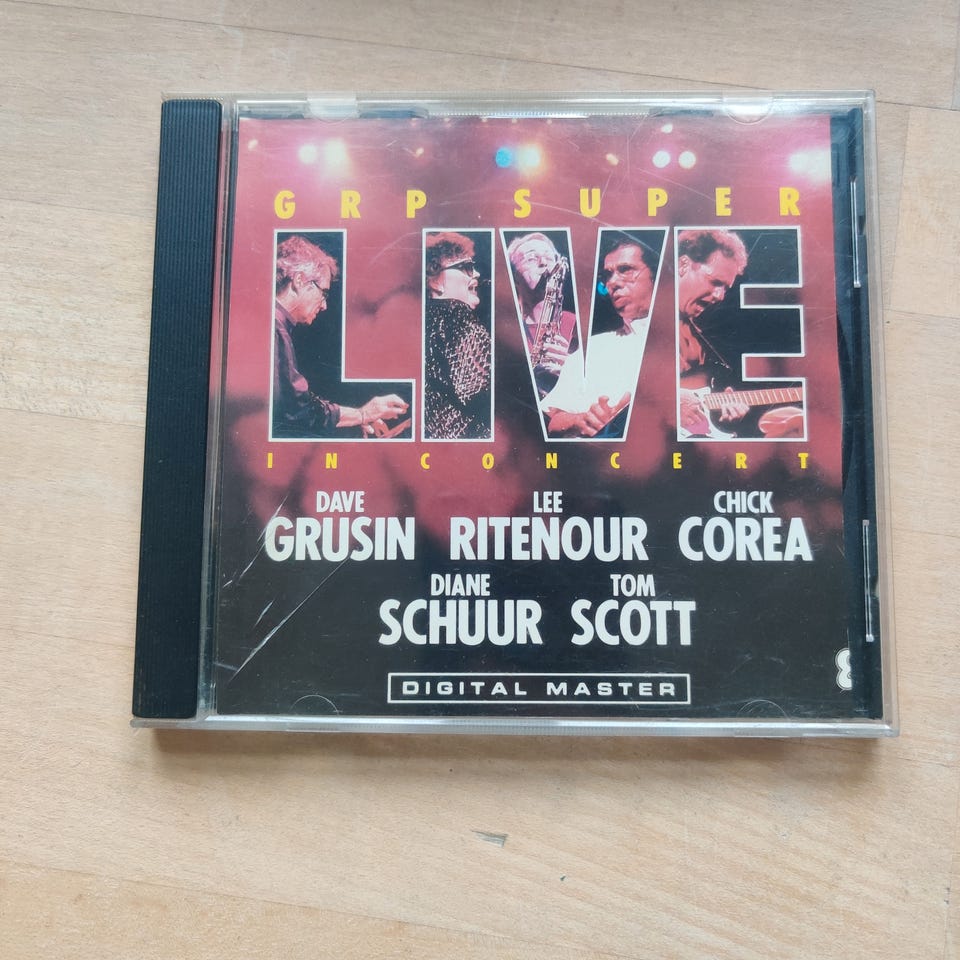 GRP SUPER
LIVE
IN CONCERT
DAVE LEE CHICK
GRUSIN RITENOUR COREA
DIANE TOM
SCHUUR SCOTT
DIGITAL MASTER